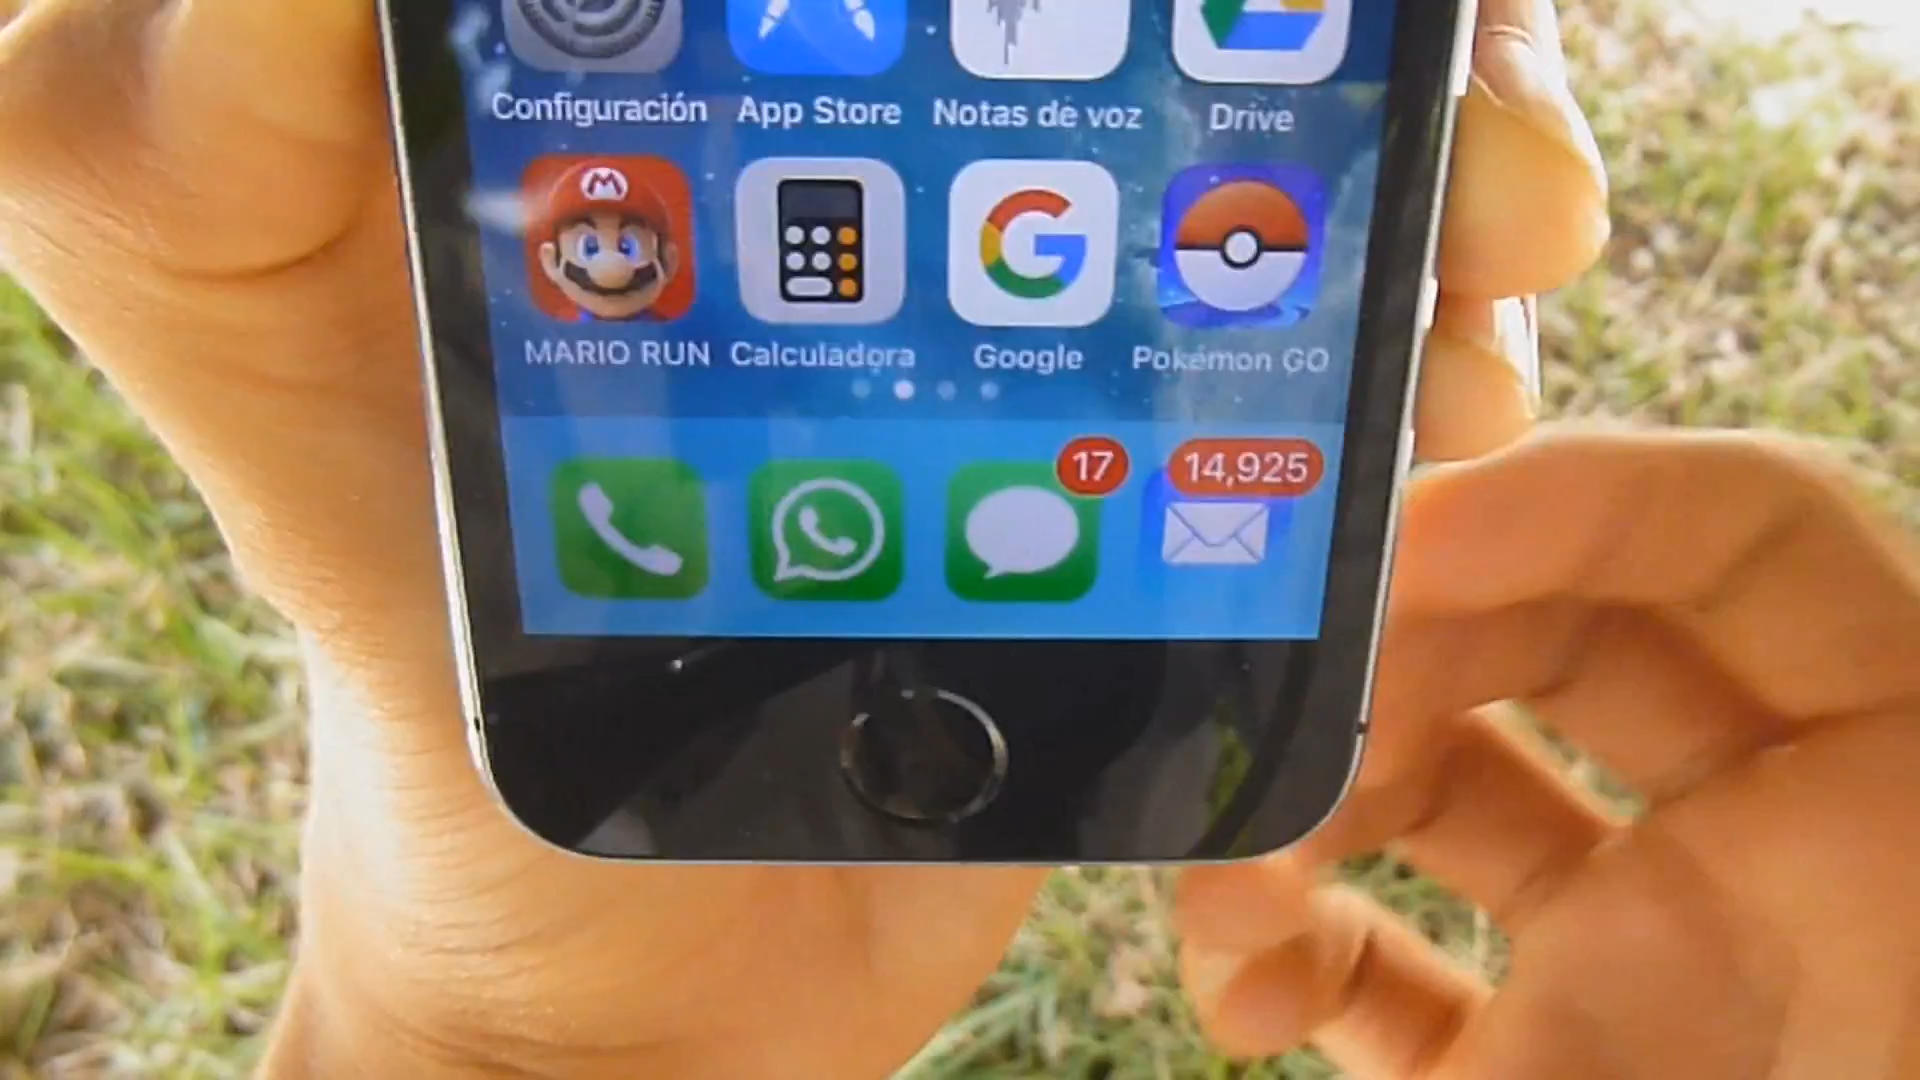 Configuración App Store Notas de voz Drive
M
MARIO RUN Calculadora Google Pokémon GO
17 14,925